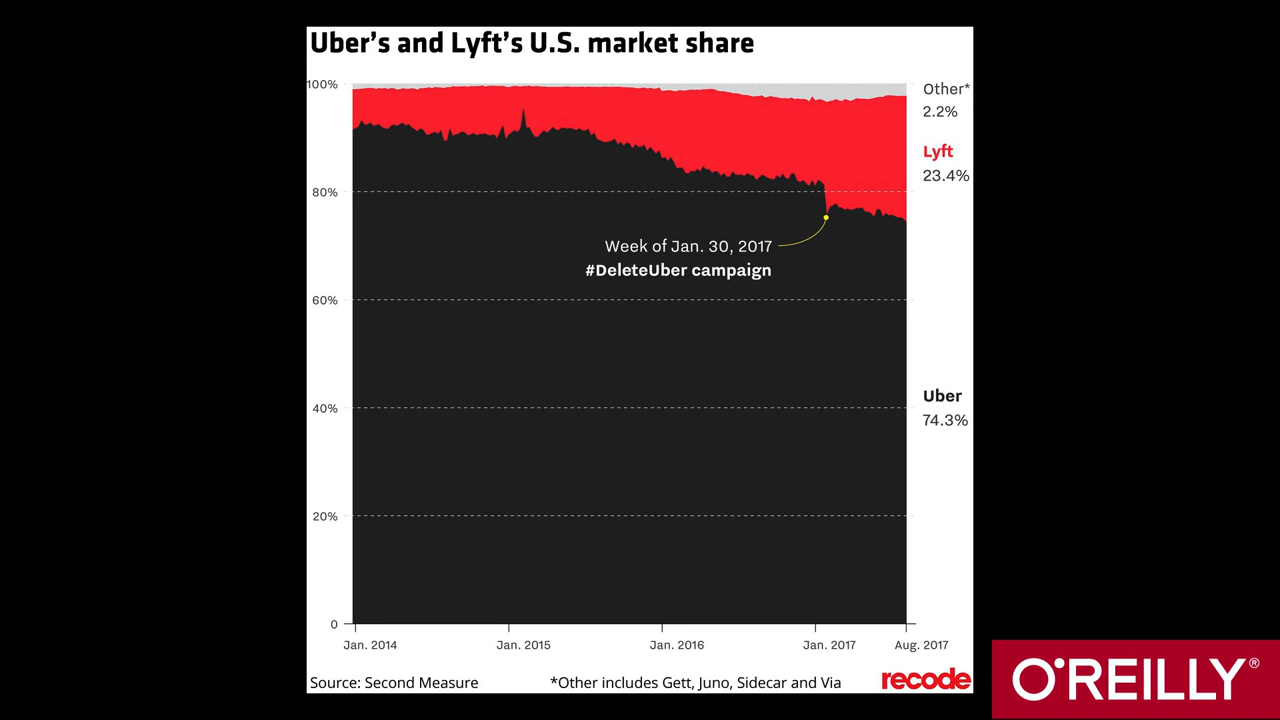 Uber's and Lyft's U.S. market share
100%
80%
60%
40%
20%
0
Other*
2.2%
Lyft
23.4%
Week of Jan. 30, 2017
#DeleteUber campaign
Uber
74.3%
Jan. 2014
Jan. 2015
Jan. 2016
Jan. 2017
Aug. 2017
Source: Second Measure
*Other includes Gett, Juno, Sidecar and Via
recode
O'REILLY®